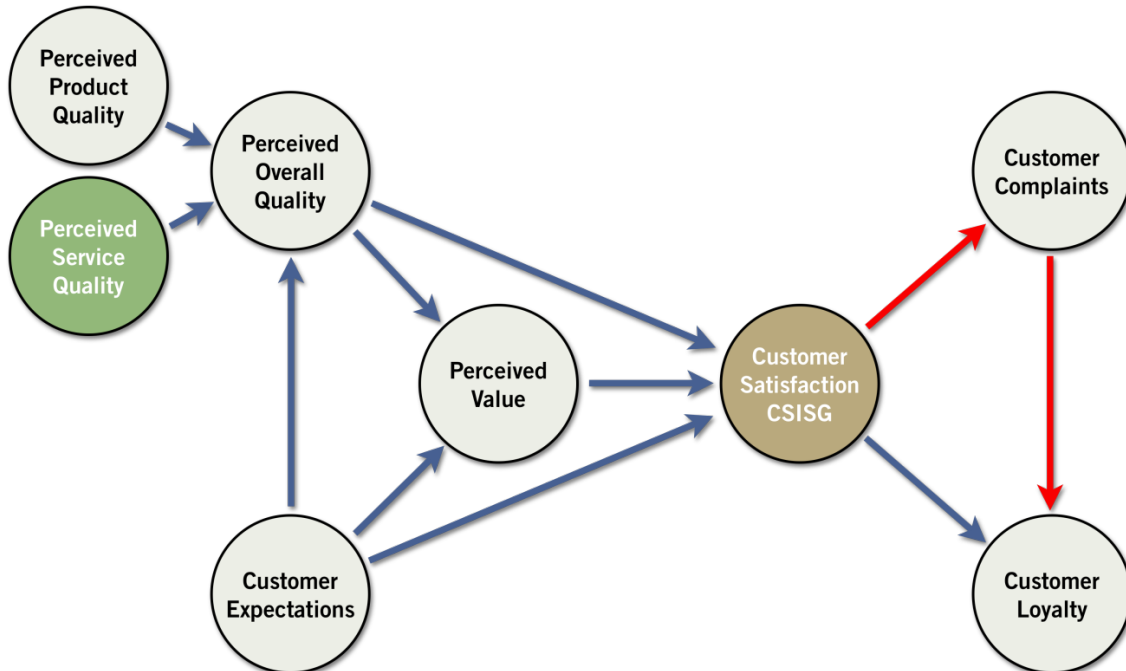 Perceived
Product
Quality
Perceived
Service
Quality
Perceived
Overall
Quality
Perceived
Value
Customer
Expectations
Customer
Satisfaction
CSISG
Customer
Complaints
Customer
Loyalty